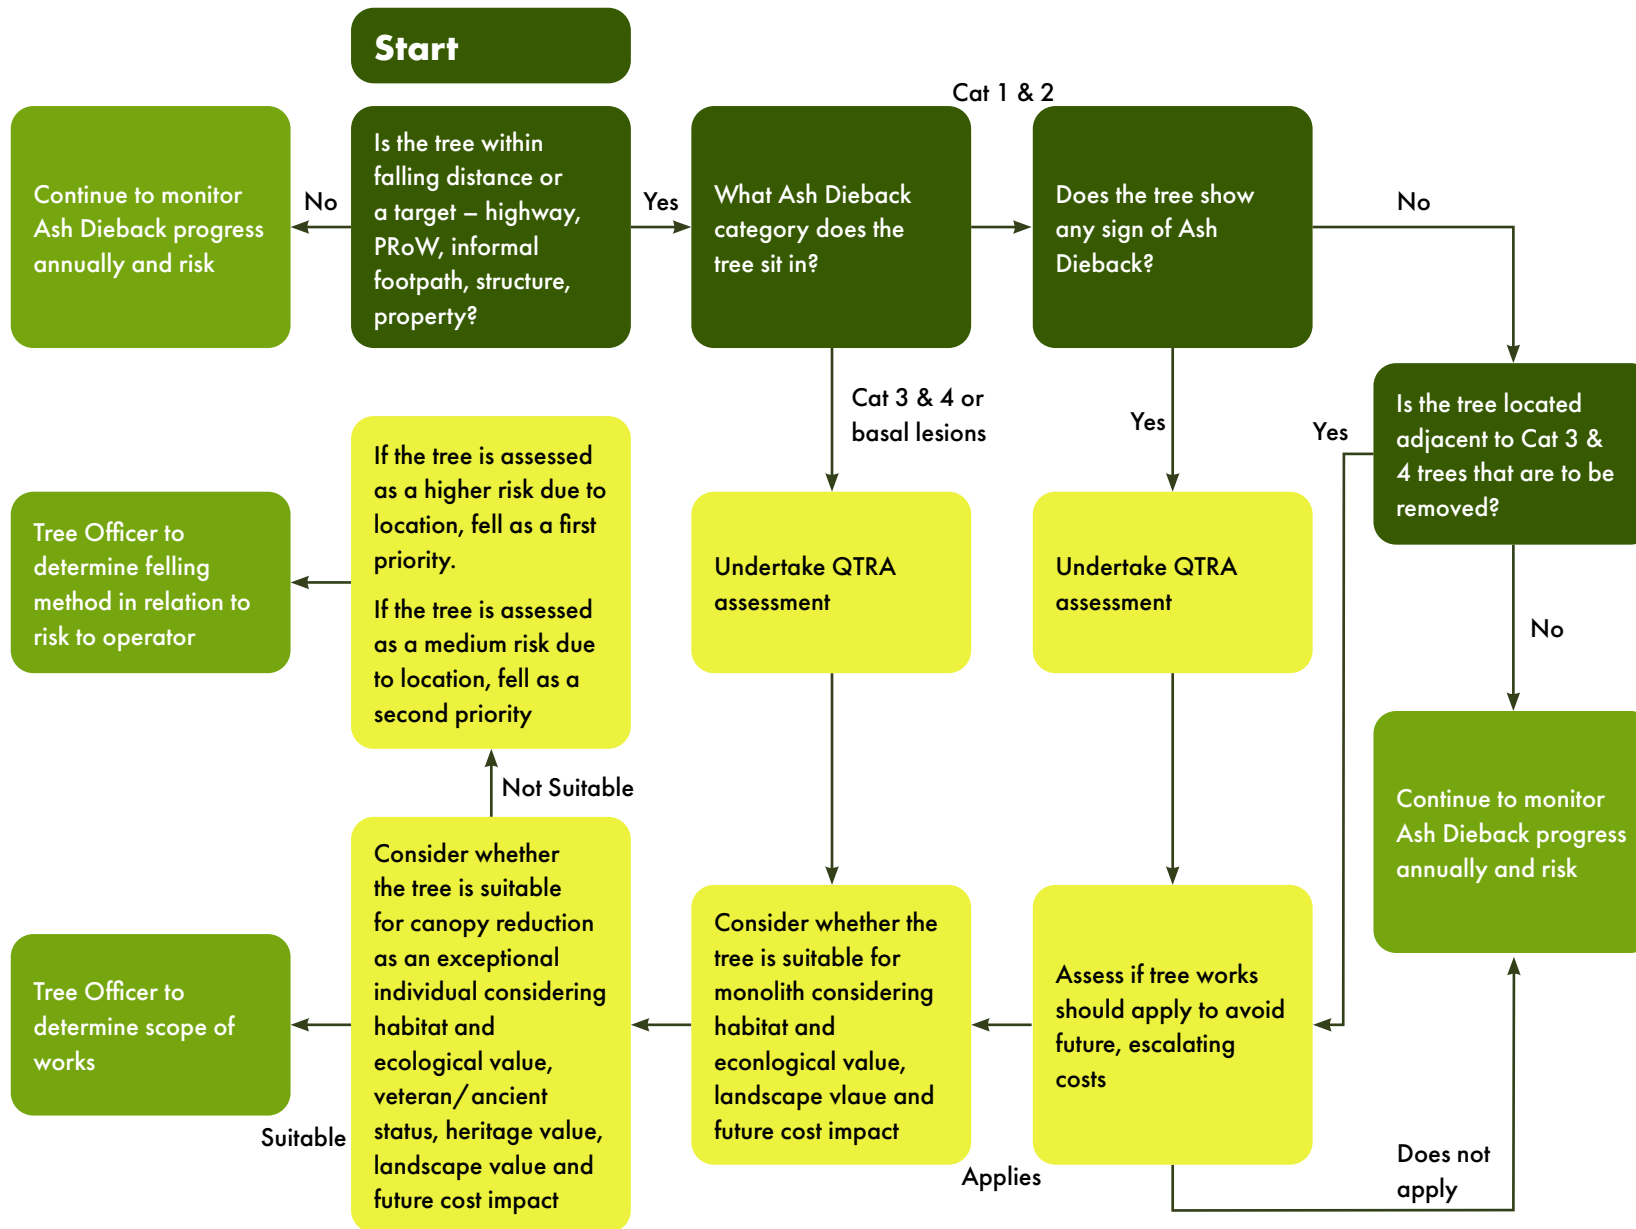 Start
Cat 1 & 2
Continue to monitor
Ash Dieback progress
annually and risk
No
Is the tree within
falling distance or
a target – highway,
PRoW, informal
footpath, structure,
property?
Yes
What Ash Dieback
category does the
tree sit in?
Does the tree show
any sign of Ash
Dieback?
No
Cat 3 & 4 or
basal lesions
Yes
Yes
Is the tree located
adjacent to Cat 3 &
4 trees that are to be
removed?
Tree Officer to
determine felling
method in relation to
risk to operator
If the tree is assessed
as a higher risk due to
location, fell as a first
priority.
If the tree is assessed
as a medium risk due
to location, fell as a
second priority
Undertake QTRA
assessment
Undertake QTRA
assessment
No
Not Suitable
Continue to monitor
Ash Dieback progress
annually and risk
Tree Officer to
determine scope of
works
Suitable
Consider whether
the tree is suitable
for canopy reduction
as an exceptional
individual considering
habitat and
ecological value,
veteran/ancient
status, heritage value,
landscape value and
future cost impact
Consider whether the
tree is suitable for
monolith considering
habitat and
econlogical value,
landscape vlaue and
future cost impact
Applies
Assess if tree works
should apply to avoid
future, escalating
costs
Does not
apply